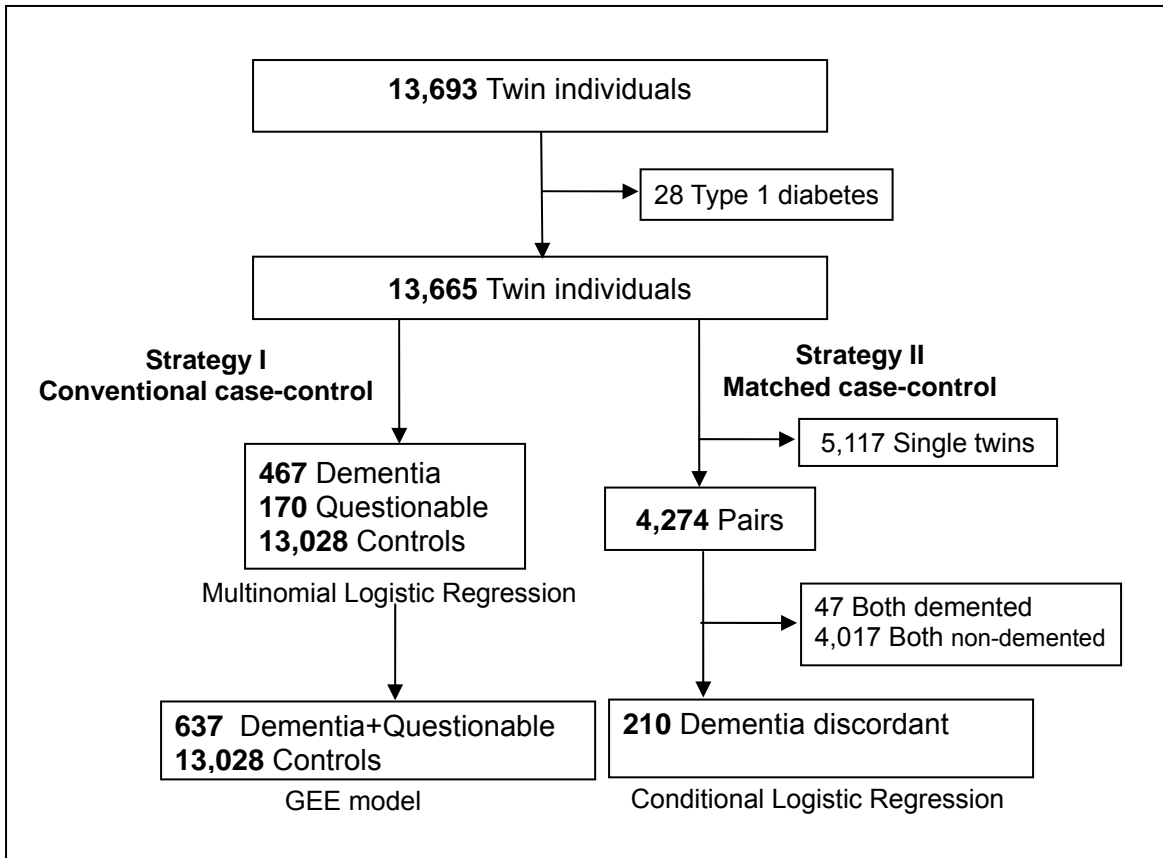 13,693 Twin individuals
28 Type 1 diabetes
13,665 Twin individuals
Strategy I
Conventional case-control
Strategy II
Matched case-control
5,117 Single twins
467 Dementia
170 Questionable
13,028 Controls
Multinomial Logistic Regression
4,274 Pairs
47 Both demented
4,017 Both non-demented
637 Dementia+Questionable
13,028 Controls
GEE model
210 Dementia discordant
Conditional Logistic Regression